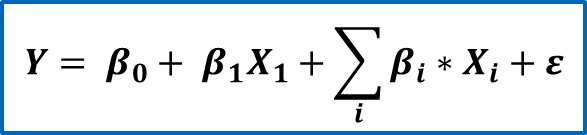 Y = β₀ + β₁X₁ + ∑ᵢ βᵢ * Xᵢ + ε